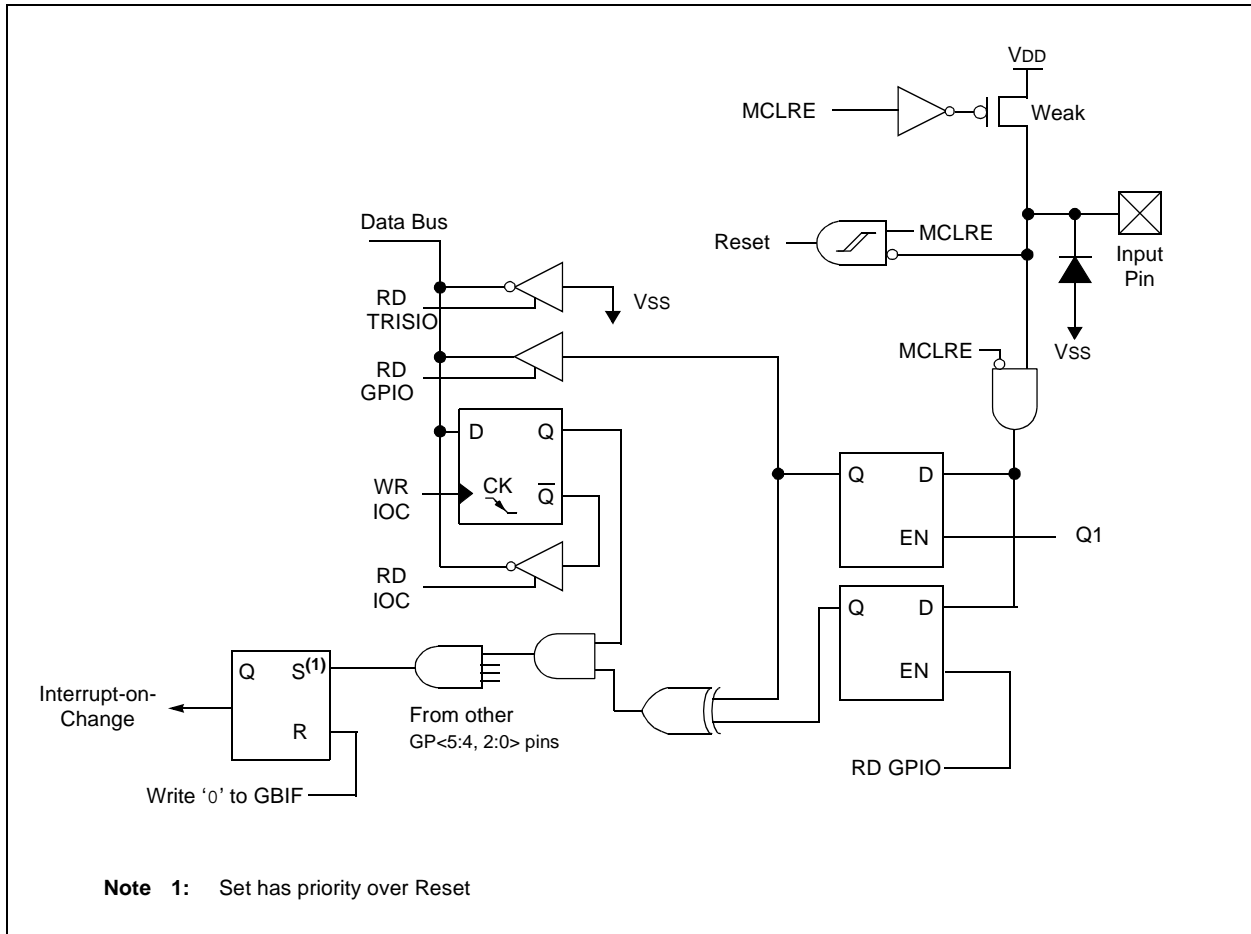 VDD
MCLRE
Weak
Data Bus
Reset
MCLRE
Input
Pin
RD
TRISIO
VSS
RD
GPIO
MCLRE
VSS
D Q
WR
IOC
CK
Q
Q D
EN
Q1
RD
IOC
Q D
EN
Q S(1)
R
Interrupt-on-
Change
From other
GP<5:4, 2:0> pins
RD GPIO
Write ‘0’ to GBIF
Note 1: Set has priority over Reset